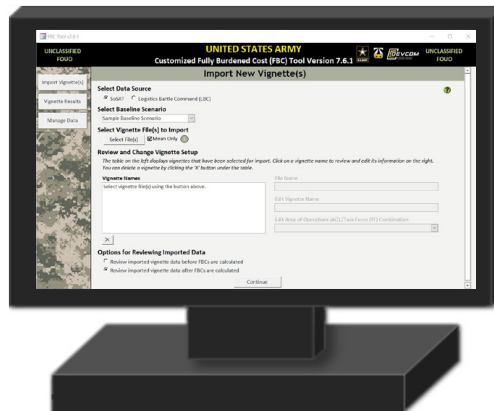 FBC Tool v7.6.1
UNCLASSIFIED
FOUO
UNITED STATES ARMY
Customized Fully Burdened Cost (FBC) Tool Version 7.6.1
DEVCOM
UNCLASSIFIED
FOUO
Import New Vignette(s)
Import Vignette(s)
Vignette Results
Manage Data
Select Data Source
SoSAT
Logistics Battle Command (LBC)
Select Baseline Scenario
Sample Baseline Scenario
Select Vignette File(s) to Import
Select File(s)
Mean Only
Review and Change Vignette Setup
The table on the left displays vignettes that have been selected for import. Click on a vignette name to review and edit its information on the right.
You can delete a vignette by clicking the 'X' button under the table.
Vignette Names
File Name
Select vignette file(s) using the button above.
Edit Vignette Name
Edit Area of Operations (AO)/Task Force (TF) Combination
X
Options for Reviewing Imported Data
Review imported vignette data before FBCs are calculated
Review imported vignette data after FBCs are calculated
Continue